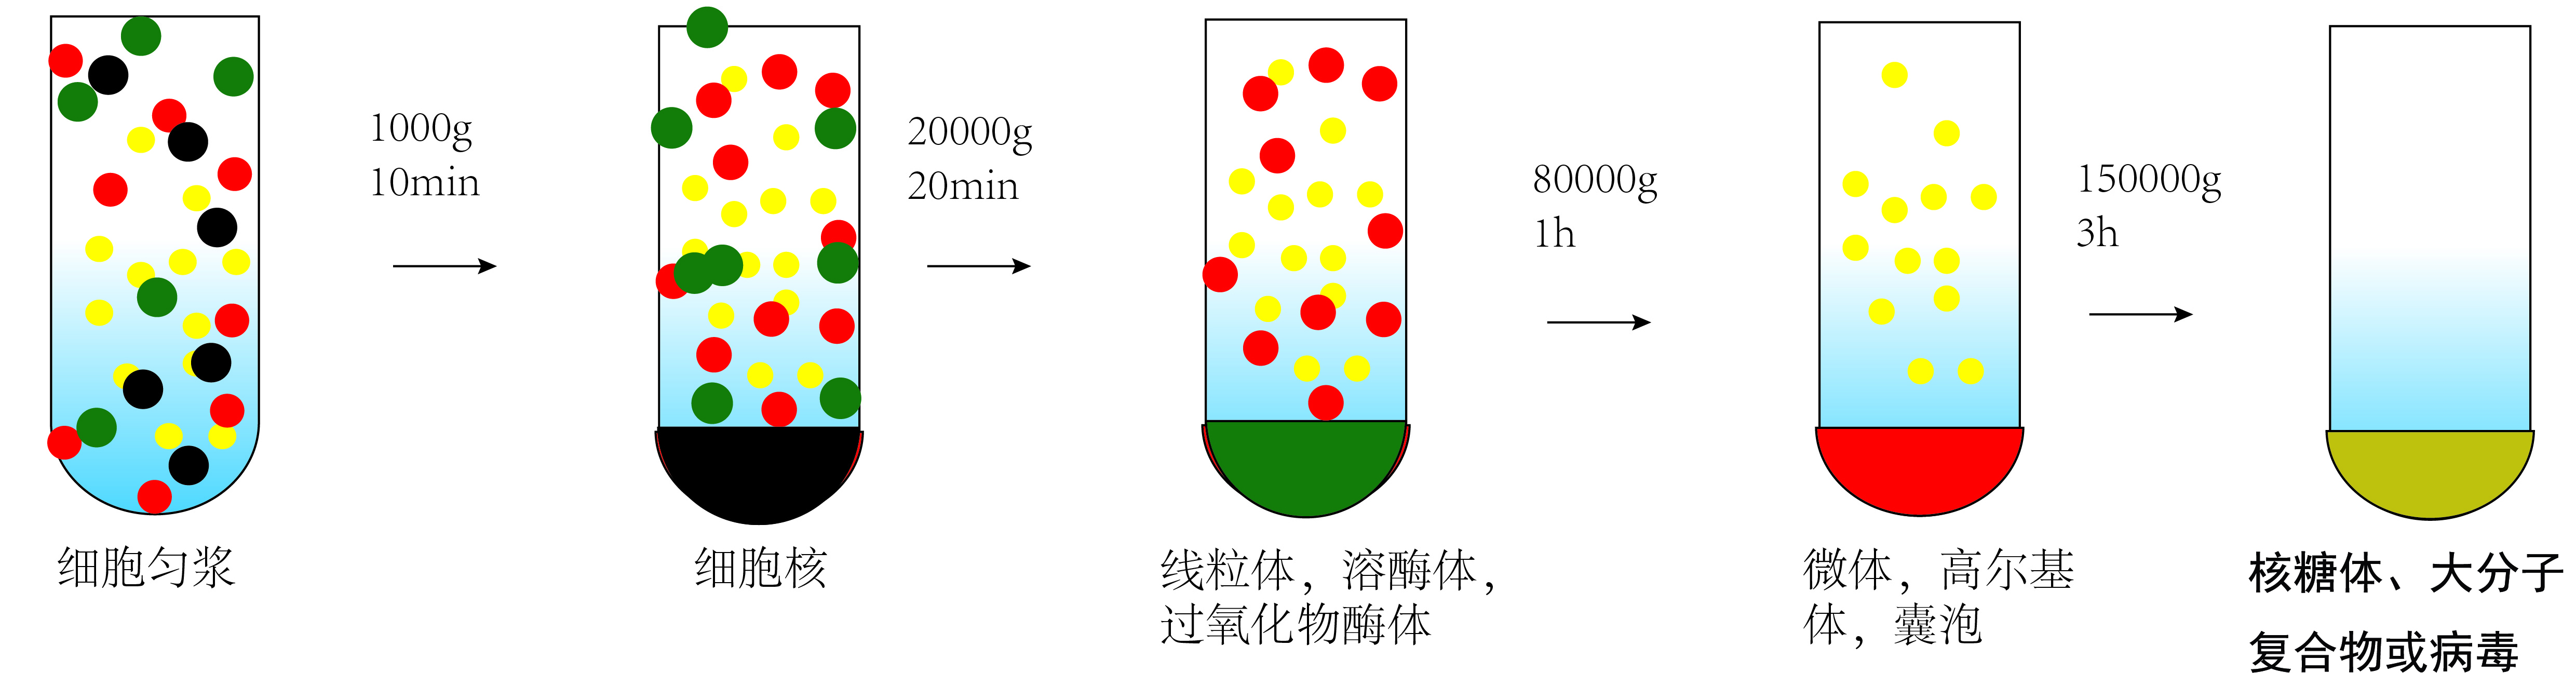 1000g
10min
20000g
20min
80000g
1h
150000g
3h
细胞匀浆
细胞核
线粒体，溶酶体，
过氧化物酶体
微体，高尔基
体，囊泡
核糖体、大分子
复合物或病毒